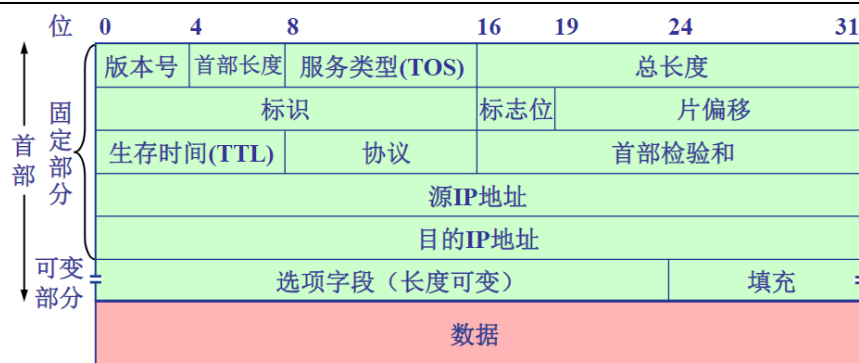 位 0 4 8 16 19 24 31
版本号 首部长度 服务类型(TOS) 总长度
标识 标志位 片偏移
生存时间(TTL) 协议 首部检验和
源IP地址
目的IP地址
选项字段（长度可变） 填充
数据
首部
固定部分
可变部分